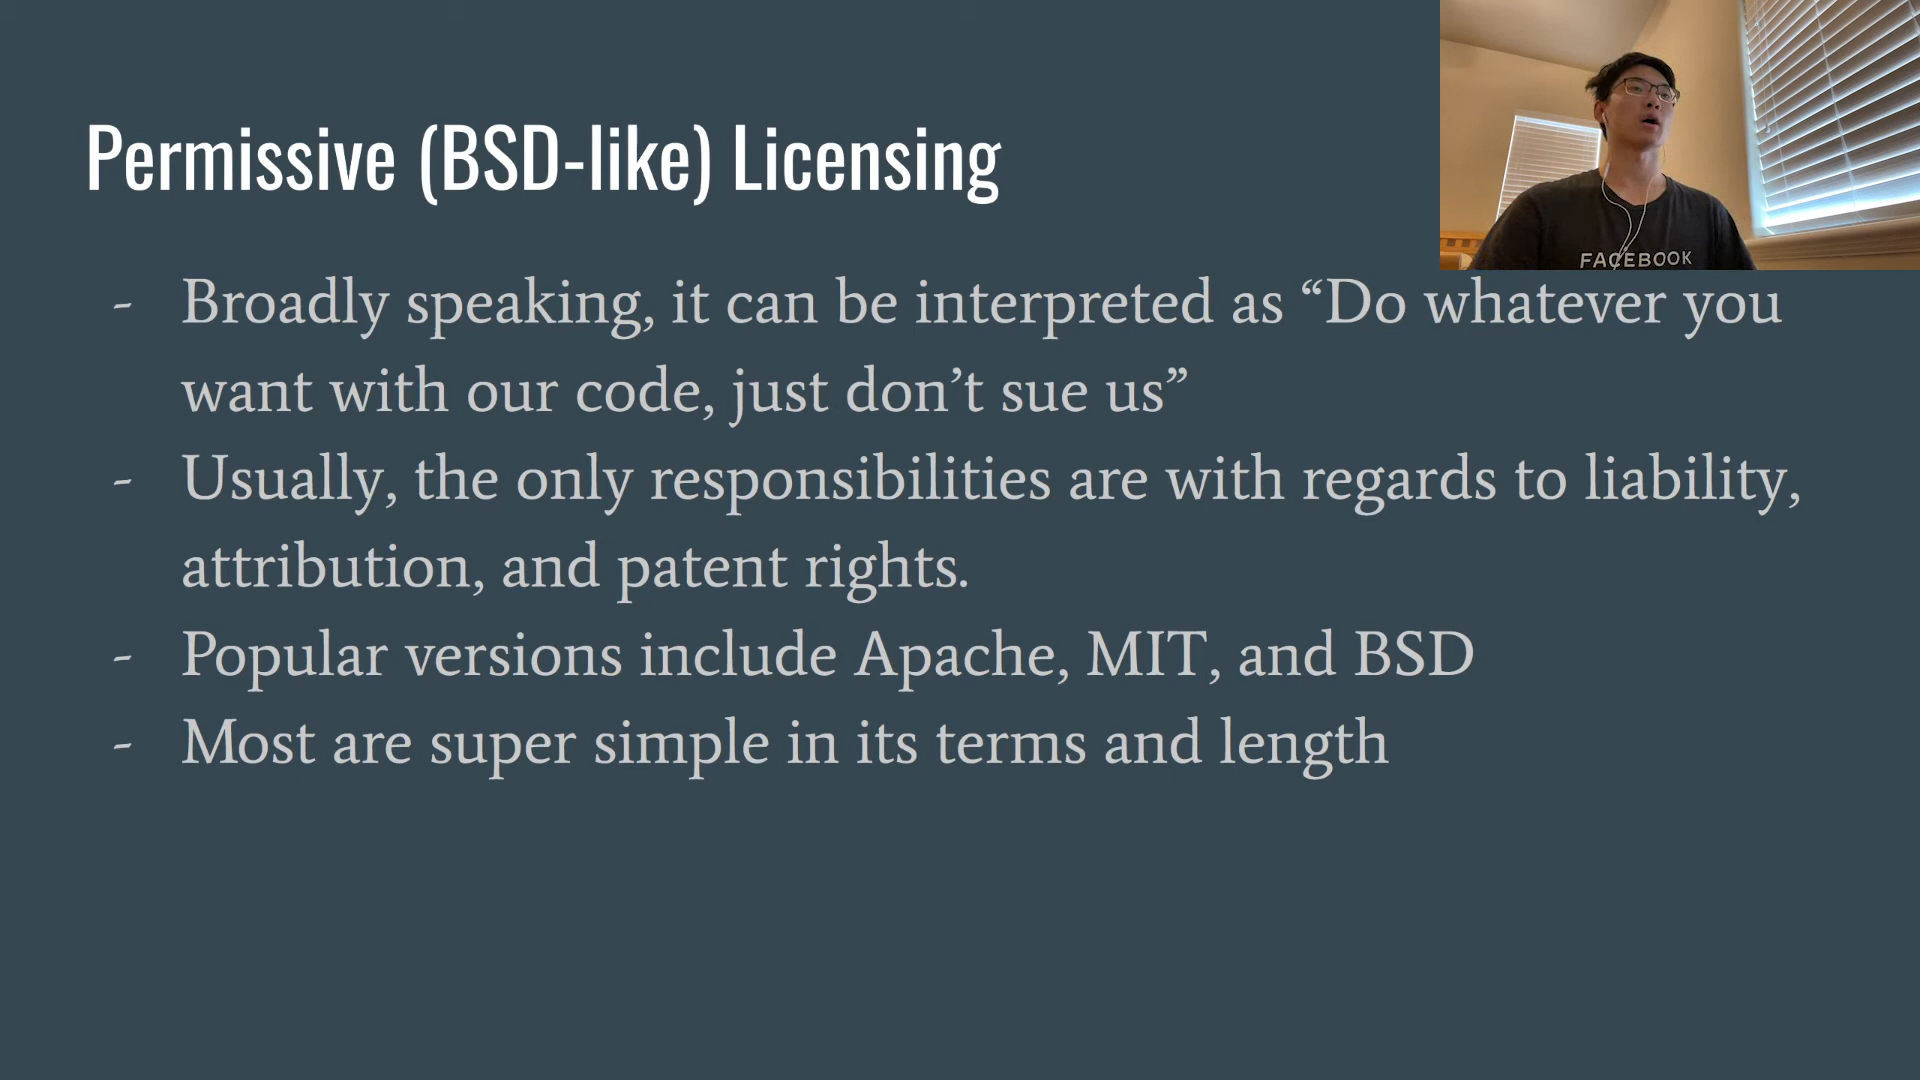 Permissive (BSD-like) Licensing
FACEBOOK
- Broadly speaking, it can be interpreted as “Do whatever you
want with our code, just don’t sue us”
- Usually, the only responsibilities are with regards to liability,
attribution, and patent rights.
- Popular versions include Apache, MIT, and BSD
- Most are super simple in its terms and length